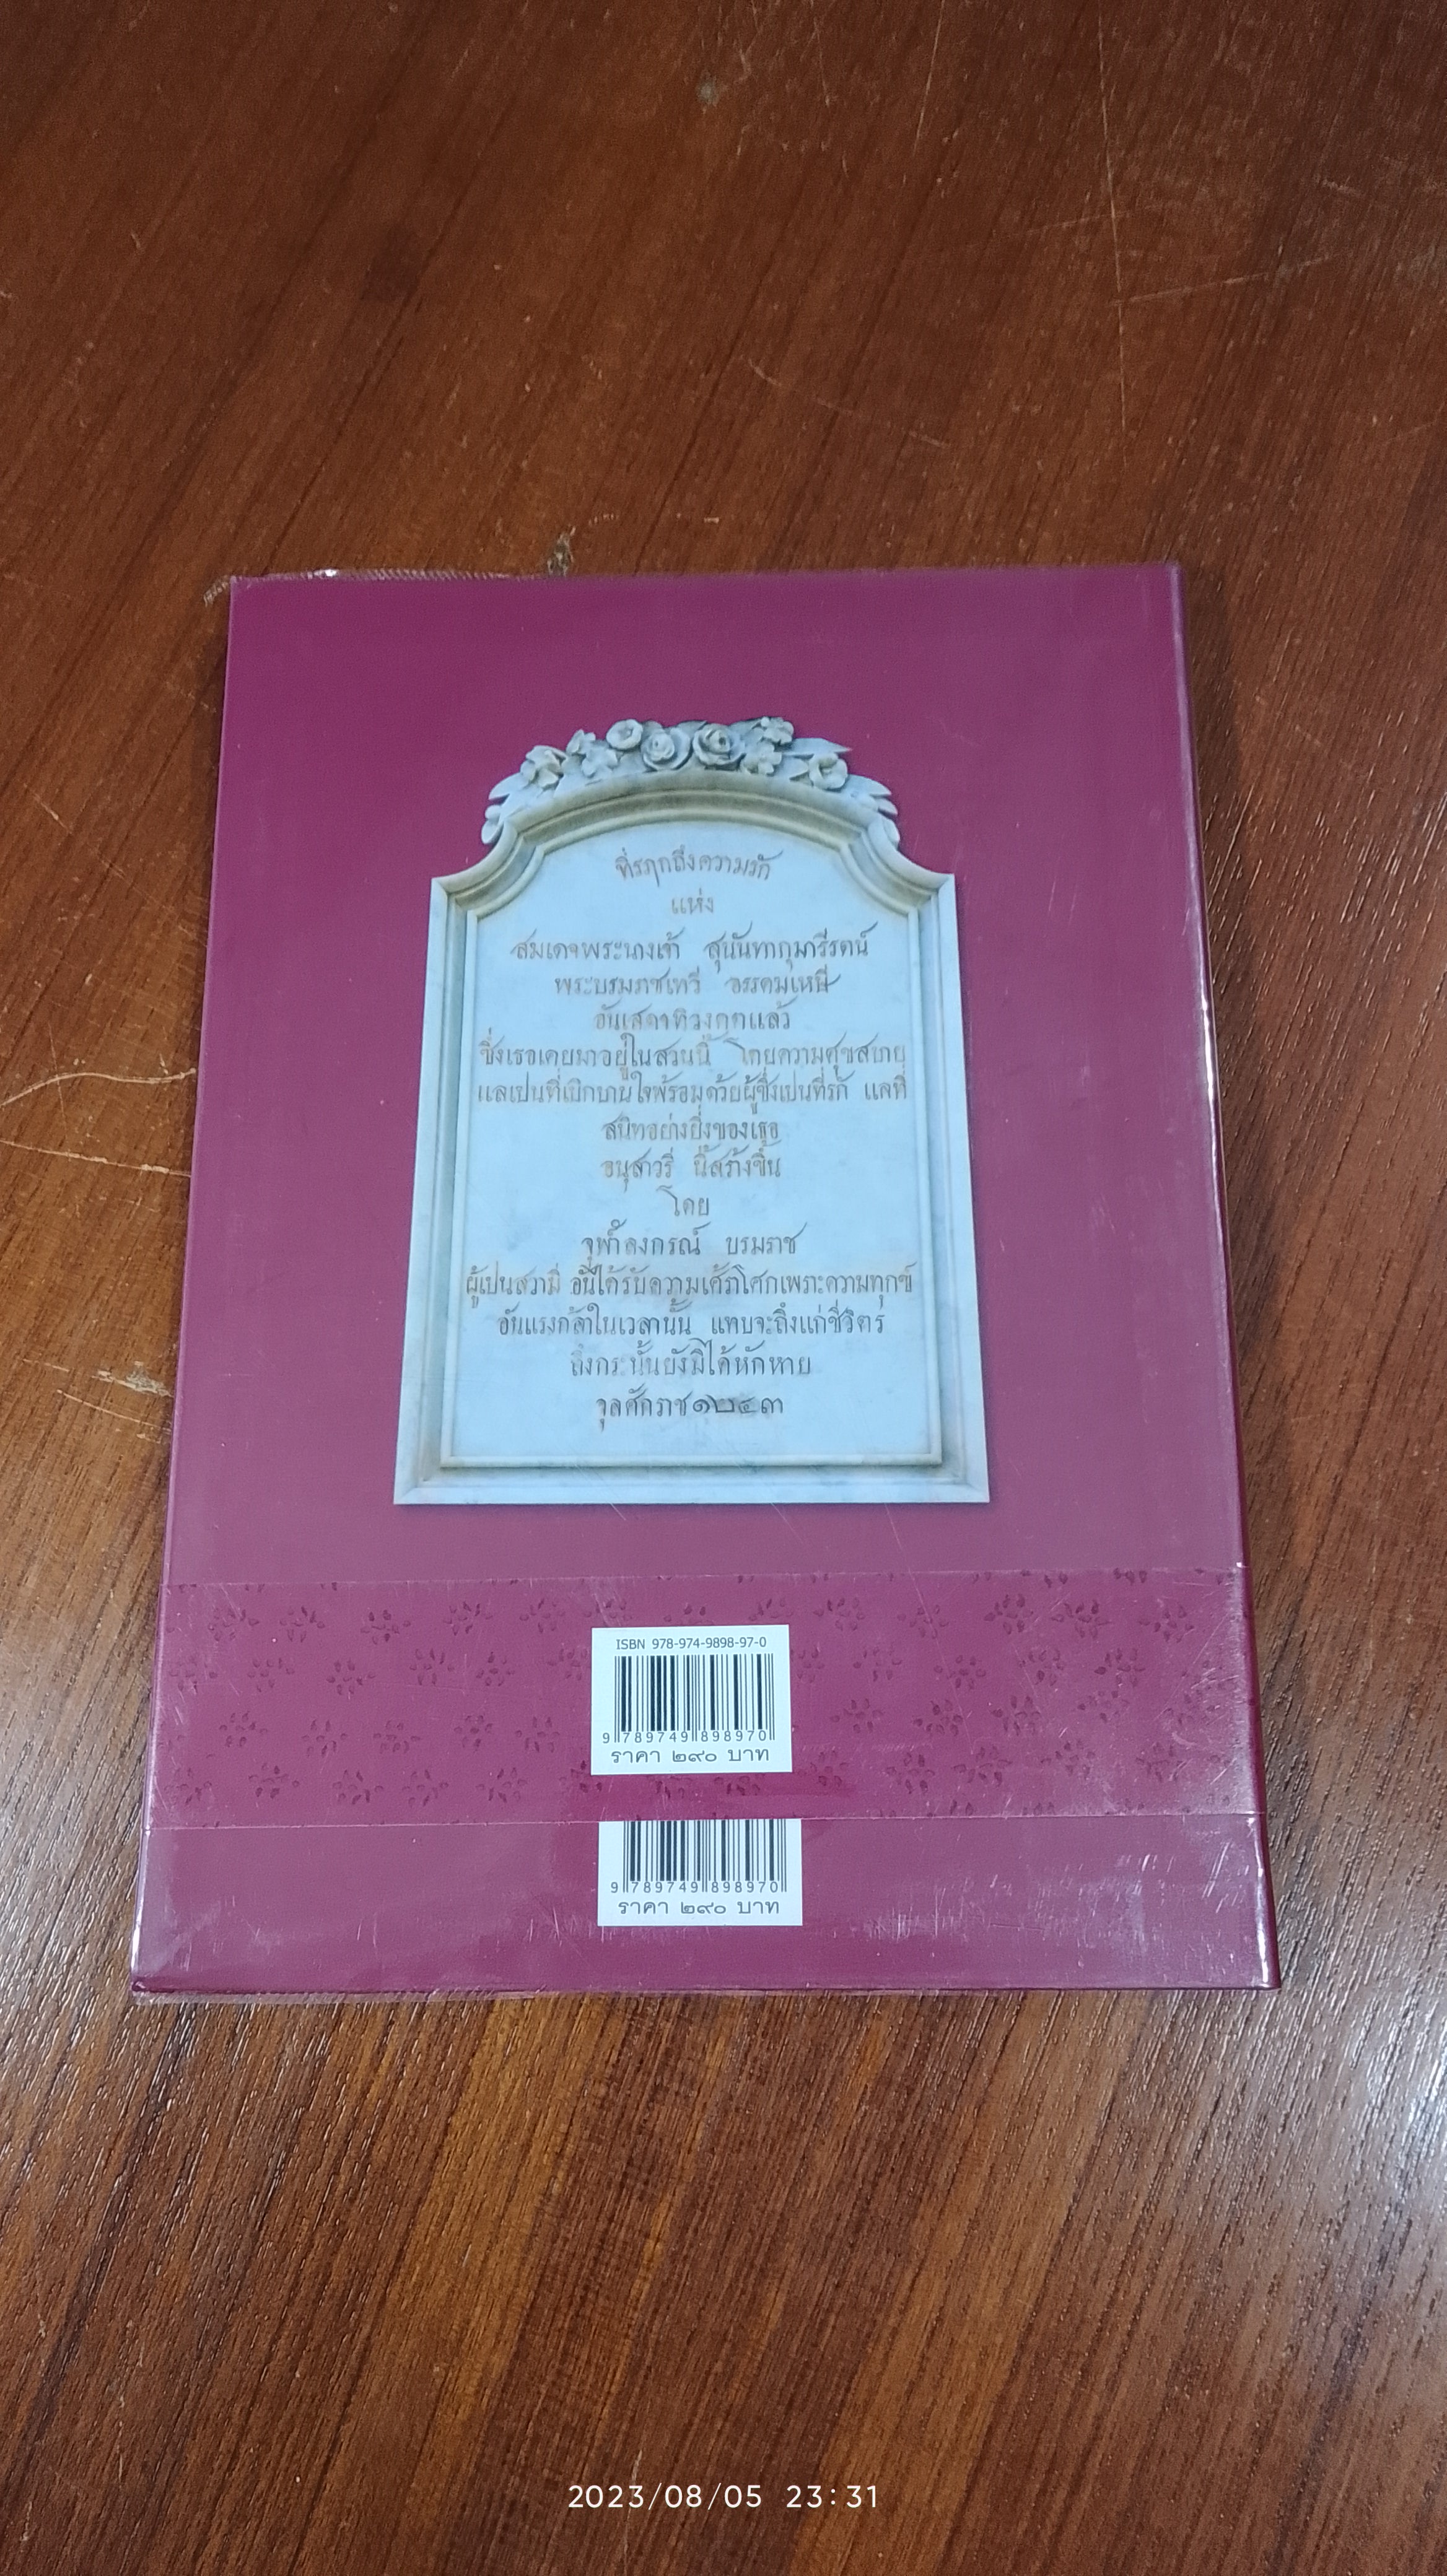 ที่รฦกถึงความรัก
แห่ง
สมเดจพระนางเจ้า สุนันทากุมารีรตน์
พระบรมราชเทวี อรรคมเหษี
อันเสดจทิวงคตแล้ว
ซึ่งเธอเคยมาอยู่ในสวนนี้ โดยความศุขสบาย
แลเปนที่เบิกบานใจพร้อมด้วยผู้ซึ่งเปนที่รัก แลที่
สนิทอย่างยิ่งของเธอ
อนุสาวรี นี้สร้างขึ้น
โดย
จุฬาลงกรณ์ บรมราช
ผู้เปนสวามี อันได้รับความเศร้าโศกเพราะความทุกข์
อันแรงกล้าในเวลานั้น แทบจะถึงแก่ชีวิตร
ถึงกระนั้นยังมิได้หักหาย
จุลศักราช๑๒๔๓
ISBN 978-974-9898-97-0
9 789749 898970
ราคา ๒๙๐ บาท
9 789749 898970
ราคา ๒๙๐ บาท
2023/08/05 23:31